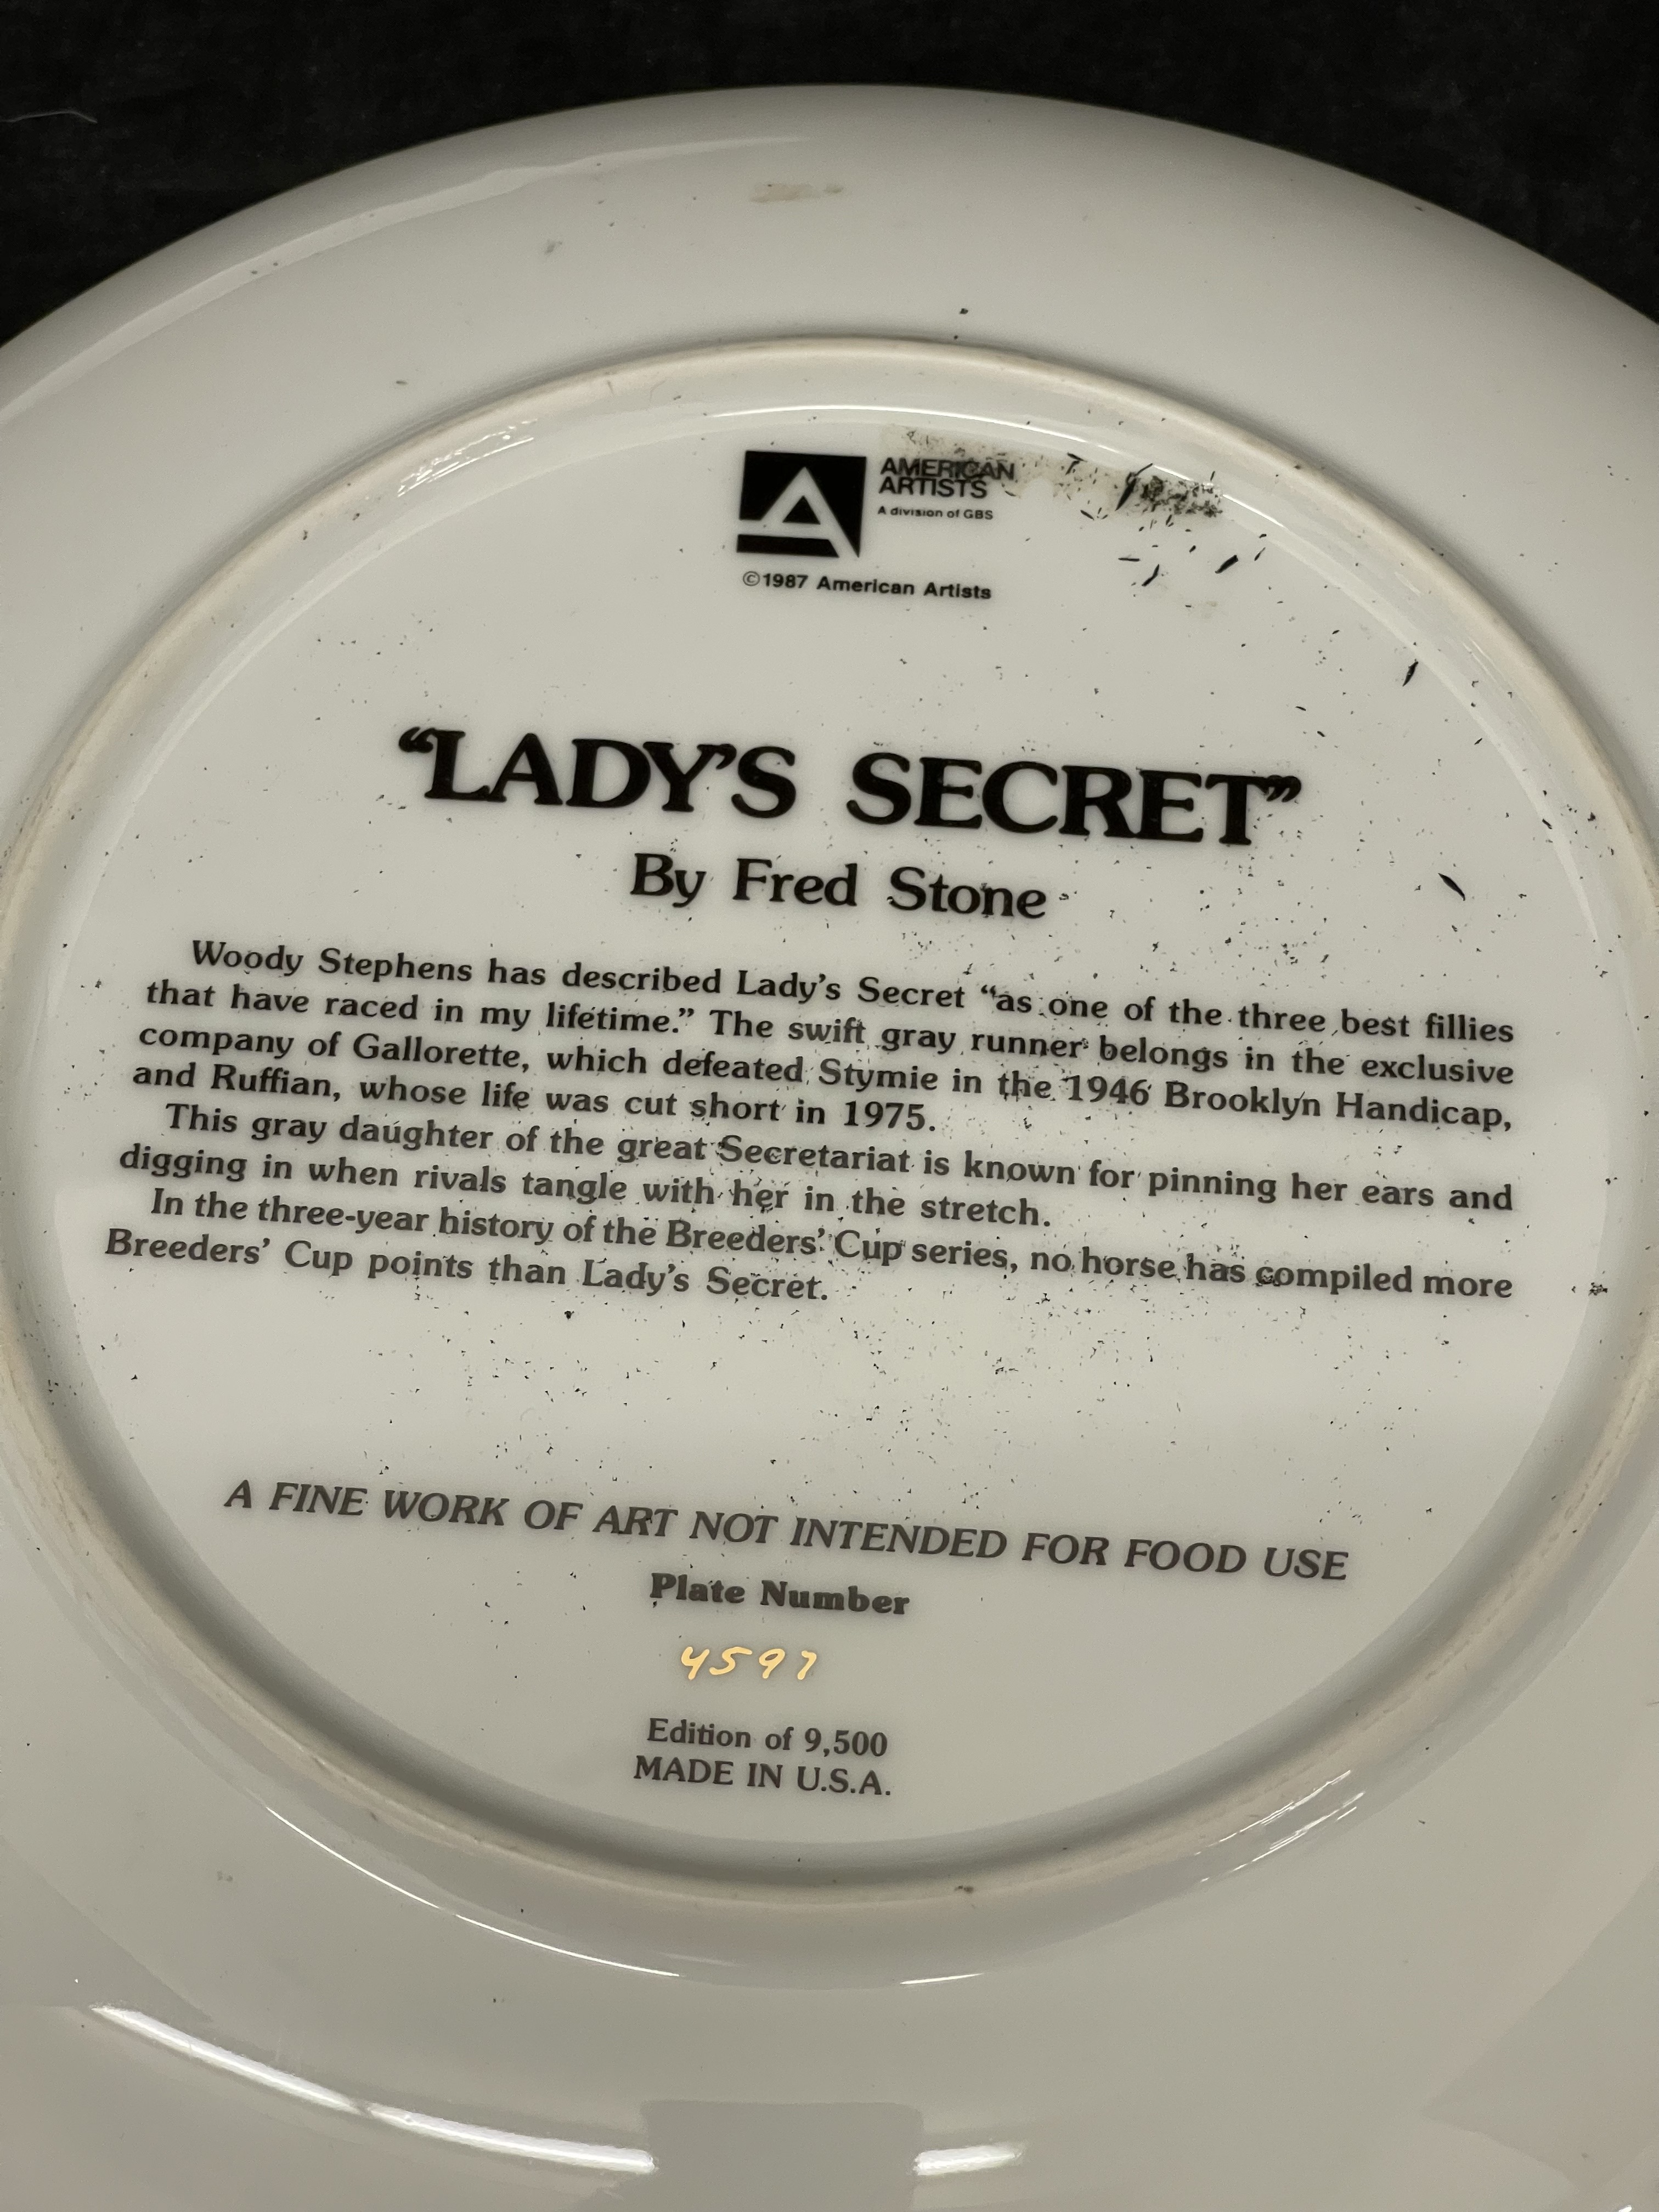 AMERICAN
ARTISTS
A division of GBS
©1987 American Artists
“LADY’S SECRET”
By Fred Stone
Woody Stephens has described Lady’s Secret “as one of the three best fillies
that have raced in my lifetime.” The swift gray runner belongs in the exclusive
company of Gallorette, which defeated Stymie in the 1946 Brooklyn Handicap,
and Ruffian, whose life was cut short in 1975.
This gray daughter of the great Secretariat is known for pinning her ears and
digging in when rivals tangle with her in the stretch.
In the three-year history of the Breeders’ Cup series, no horse has compiled more
Breeders’ Cup points than Lady’s Secret.
A FINE WORK OF ART NOT INTENDED FOR FOOD USE
Plate Number
4597
Edition of 9,500
MADE IN U.S.A.